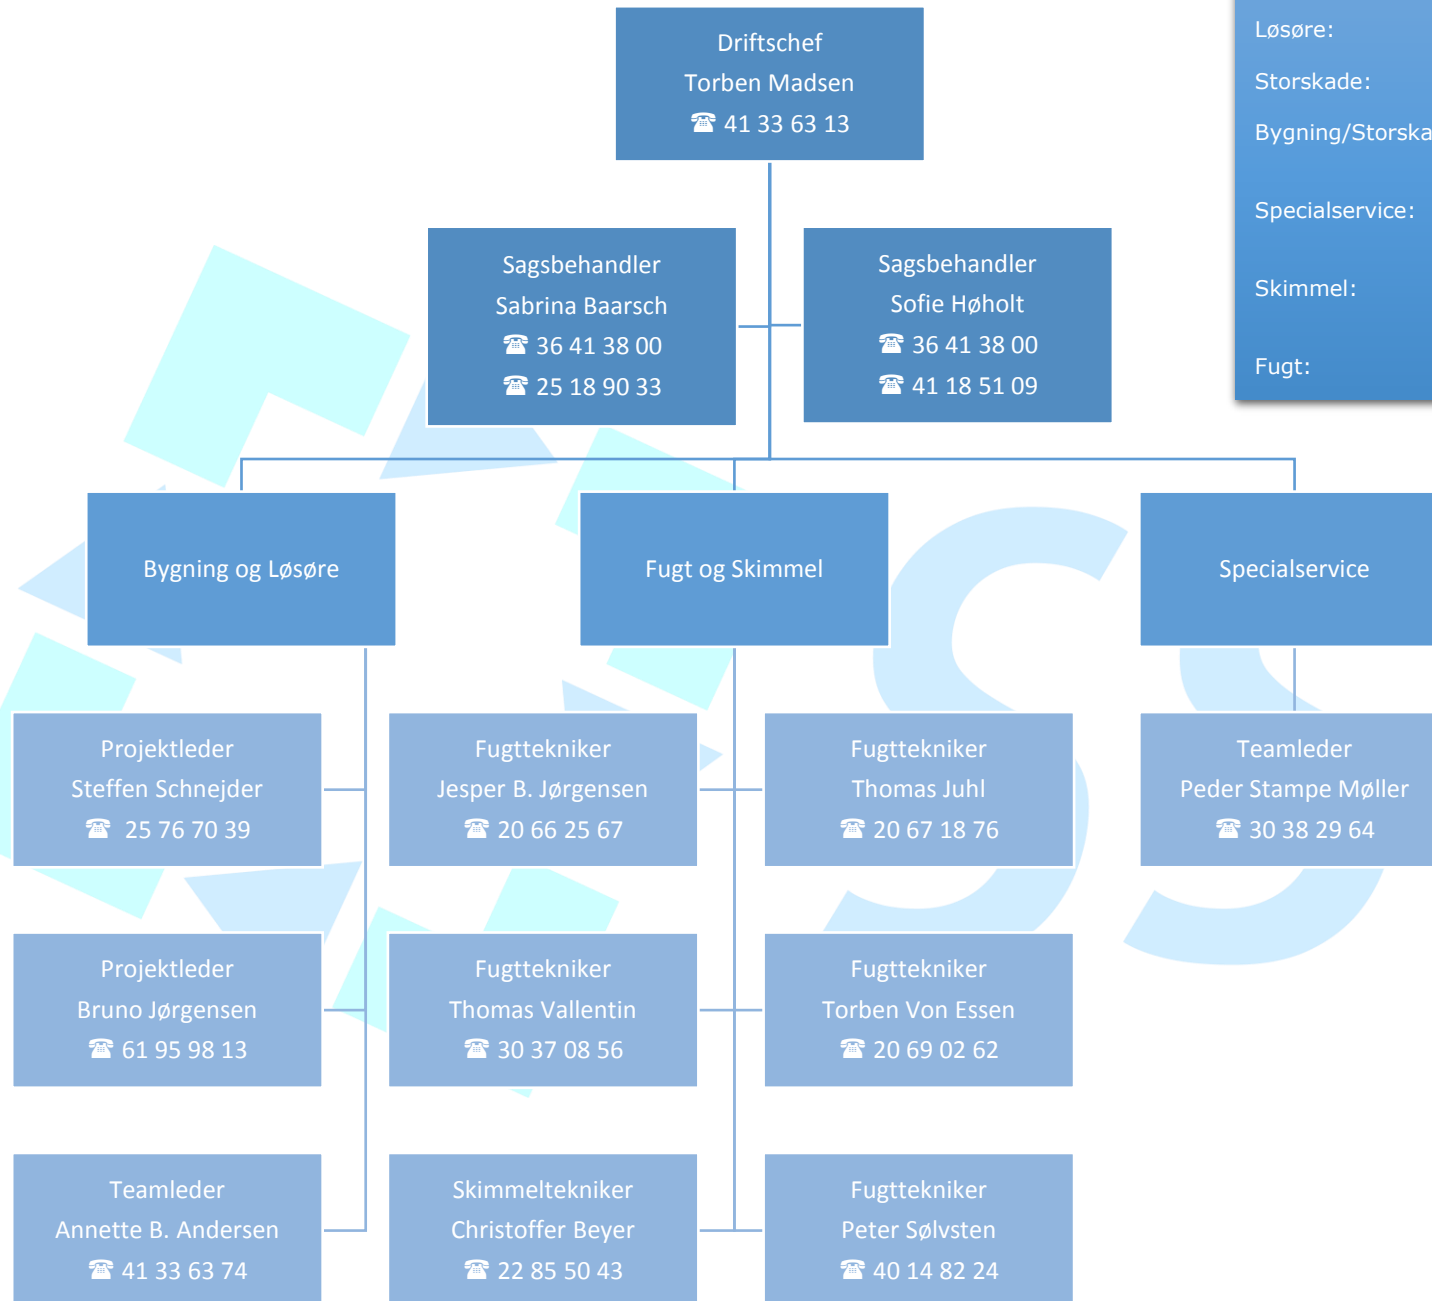 Driftschef
Torben Madsen
☎ 41 33 63 13
Løsøre:
Storskade:
Bygning/Storska
Specialservice:
Skimmel:
Fugt:
Sagsbehandler
Sabrina Baarsch
☎ 36 41 38 00
☎ 25 18 90 33
Sagsbehandler
Sofie Høholt
☎ 36 41 38 00
☎ 41 18 51 09
Bygning og Løsøre
Fugt og Skimmel
Specialservice
Projektleder
Steffen Schnejder
☎ 25 76 70 39
Fugttekniker
Jesper B. Jørgensen
☎ 20 66 25 67
Fugttekniker
Thomas Juhl
☎ 20 67 18 76
Teamleder
Peder Stampe Møller
☎ 30 38 29 64
Projektleder
Bruno Jørgensen
☎ 61 95 98 13
Fugttekniker
Thomas Vallentin
☎ 30 37 08 56
Fugttekniker
Torben Von Essen
☎ 20 69 02 62
Teamleder
Annette B. Andersen
☎ 41 33 63 74
Skimmeltekniker
Christoffer Beyer
☎ 22 85 50 43
Fugttekniker
Peter Sølvsten
☎ 40 14 82 24